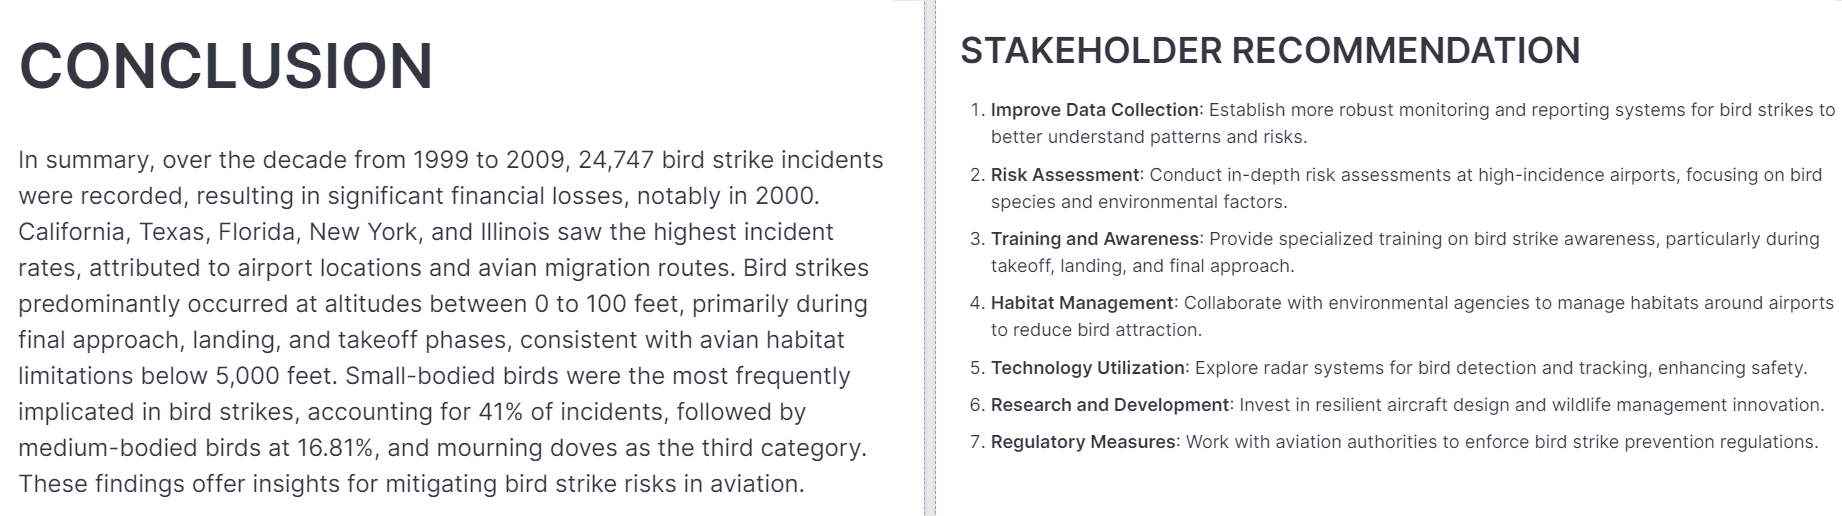 CONCLUSION
In summary, over the decade from 1999 to 2009, 24,747 bird strike incidents
were recorded, resulting in significant financial losses, notably in 2000.
California, Texas, Florida, New York, and Illinois saw the highest incident
rates, attributed to airport locations and avian migration routes. Bird strikes
predominantly occurred at altitudes between 0 to 100 feet, primarily during
final approach, landing, and takeoff phases, consistent with avian habitat
limitations below 5,000 feet. Small-bodied birds were the most frequently
implicated in bird strikes, accounting for 41% of incidents, followed by
medium-bodied birds at 16.81%, and mourning doves as the third category.
These findings offer insights for mitigating bird strike risks in aviation.
STAKEHOLDER RECOMMENDATION
1. Improve Data Collection: Establish more robust monitoring and reporting systems for bird strikes to
better understand patterns and risks.
2. Risk Assessment: Conduct in-depth risk assessments at high-incidence airports, focusing on bird
species and environmental factors.
3. Training and Awareness: Provide specialized training on bird strike awareness, particularly during
takeoff, landing, and final approach.
4. Habitat Management: Collaborate with environmental agencies to manage habitats around airports
to reduce bird attraction.
5. Technology Utilization: Explore radar systems for bird detection and tracking, enhancing safety.
6. Research and Development: Invest in resilient aircraft design and wildlife management innovation.
7. Regulatory Measures: Work with aviation authorities to enforce bird strike prevention regulations.